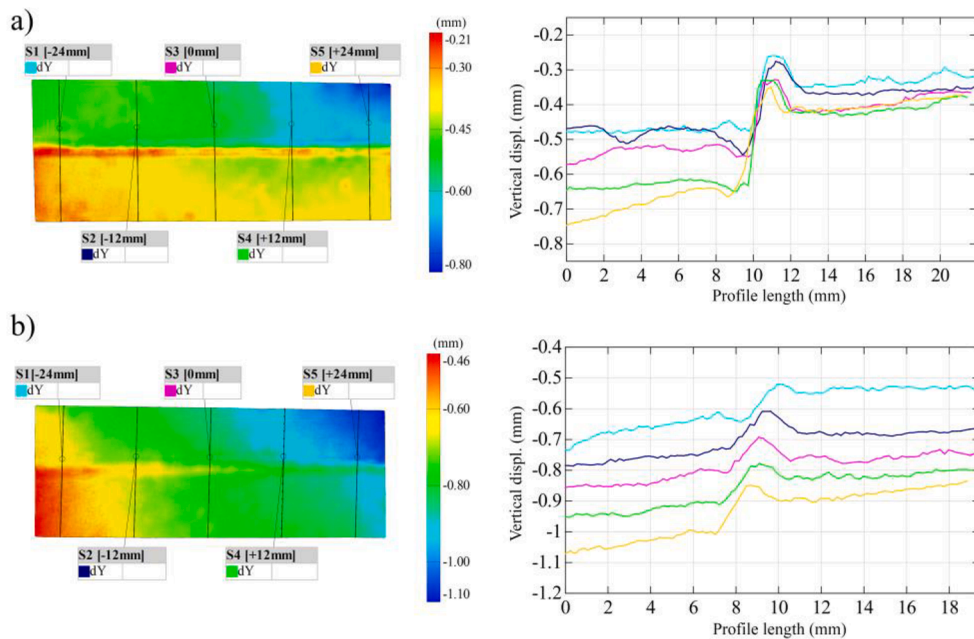 a)
(mm)
S1 [-24mm]
dY
S3 [0mm]
dY
S5 [+24mm]
dY
-0.21
-0.30
-0.45
-0.60
-0.80
S2 [-12mm]
dY
S4 [+12mm]
dY
Vertical displ. (mm)
-0.2
-0.3
-0.4
-0.5
-0.6
-0.7
-0.8
0 2 4 6 8 10 12 14 16 18 20
Profile length (mm)
b)
(mm)
S1[-24mm]
dY
S3 [0mm]
dY
S5 [+24mm]
dY
-0.46
-0.60
-0.80
-1.00
-1.10
S2 [-12mm]
dY
S4 [+12mm]
dY
Vertical displ. (mm)
-0.4
-0.5
-0.6
-0.7
-0.8
-0.9
-1
-1.1
-1.2
0 2 4 6 8 10 12 14 16 18
Profile length (mm)